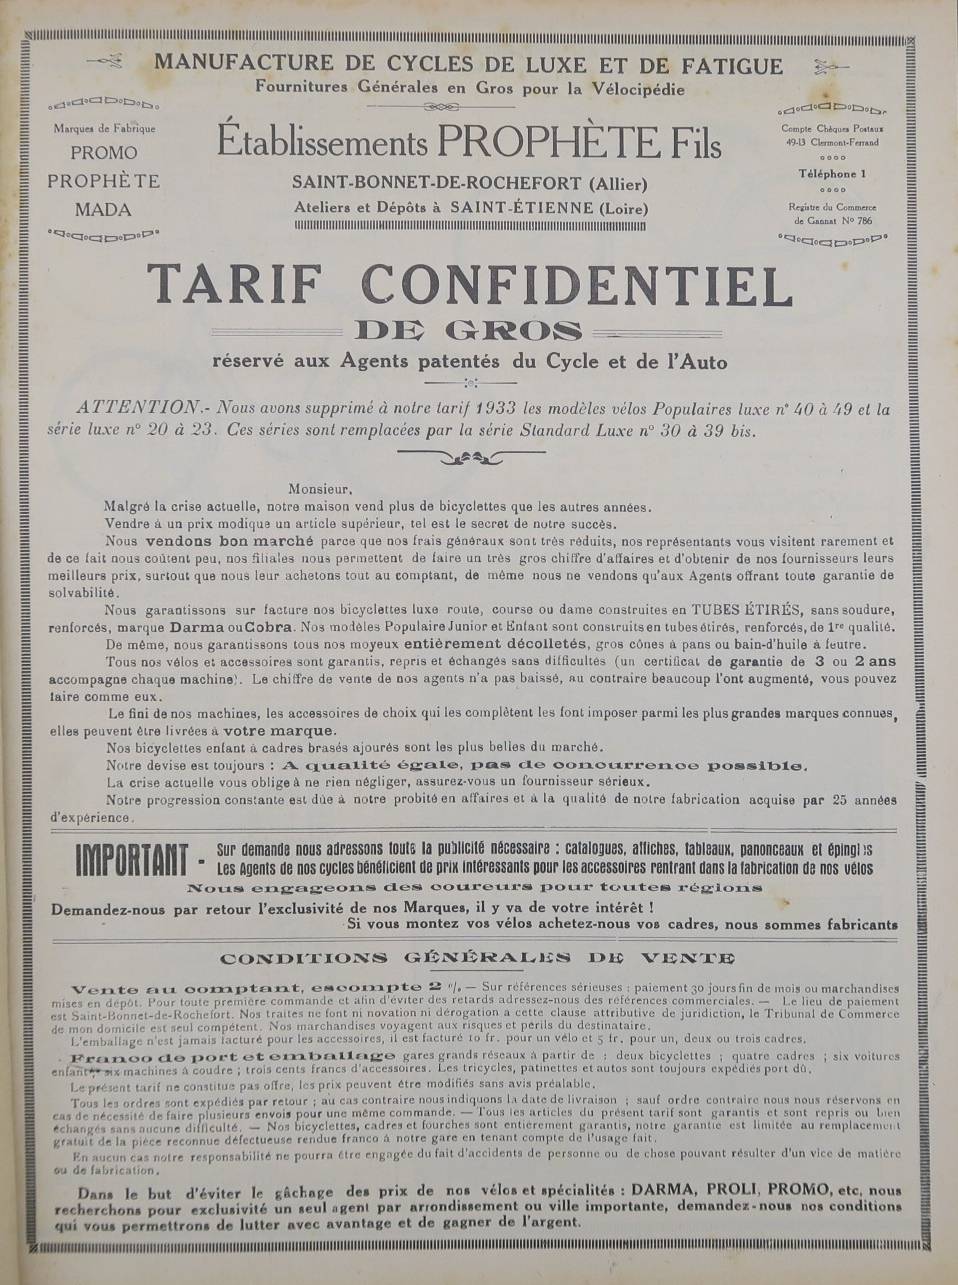 MANUFACTURE DE CYCLES DE LUXE ET DE FATIGUE
Fournitures Générales en Gros pour la Vélocipédie
Marques de Fabrique
PROMO
PROPHÈTE
MADA
Établissements PROPHÈTE Fils
SAINT-BONNET-DE-ROCHEFORT (Allier)
Ateliers et Dépôts à SAINT-ÉTIENNE (Loire)
Compte Chèques Postaux
49-13 Clermont-Ferrand
Téléphone 1
Registre du Commerce
de Gannat No 786
TARIF CONFIDENTIEL
DE GROS
réservé aux Agents patentés du Cycle et de l'Auto
ATTENTION.- Nous avons supprimé à notre tarif 1933 les modèles vélos Populaires luxe n° 40 à 49 et la
série luxe n° 20 à 23. Ces séries sont remplacées par la série Standard Luxe n° 30 à 39 bis.
Monsieur,
Malgré la crise actuelle, notre maison vend plus de bicyclettes que les autres années.
Vendre à un prix modique un article supérieur, tel est le secret de notre succès.
Nous vendons bon marché parce que nos frais généraux sont très réduits, nos représentants vous visitent rarement et
de ce fait nous coûtent peu, nos filiales nous permettent de faire un très gros chiffre d'affaires et d'obtenir de nos fournisseurs leurs
meilleurs prix, surtout que nous leur achetons tout au comptant, de même nous ne vendons qu'aux Agents offrant toute garantie de
solvabilité.
Nous garantissons sur facture nos bicyclettes luxe route, course ou dame construites en TUBES ÉTIRÉS, sans soudure,
renforcés, marque Darma ou Cobra. Nos modèles Populaire Junior et Enfant sont construits en tubes étirés, renforcés, de 1re qualité.
De même, nous garantissons tous nos moyeux entièrement décolletés, gros cônes à pans ou bain-d'huile à feutre.
Tous nos vélos et accessoires sont garantis, repris et échangés sans difficultés (un certificat de garantie de 3 ou 2 ans
accompagne chaque machine). Le chiffre de vente de nos agents n'a pas baissé, au contraire beaucoup l'ont augmenté, vous pouvez
faire comme eux.
Le fini de nos machines, les accessoires de choix qui les complètent les font imposer parmi les plus grandes marques connues,
elles peuvent être livrées à votre marque.
Nos bicyclettes enfant à cadres brasés ajourés sont les plus belles du marché.
Notre devise est toujours : A qualité égale, pas de concurrence possible.
La crise actuelle vous oblige à ne rien négliger, assurez-vous un fournisseur sérieux.
Notre progression constante est dûe à notre probité en affaires et à la qualité de notre fabrication acquise par 25 années
d'expérience.
IMPORTANT - Sur demande nous adressons toute la publicité nécessaire : catalogues, affiches, tableaux, panonceaux et épingles
Les Agents de nos cycles bénéficient de prix intéressants pour les accessoires rentrant dans la fabrication de nos vélos
Nous engageons des coureurs pour toutes régions
Demandez-nous par retour l'exclusivité de nos Marques, il y va de votre intérêt !
Si vous montez vos vélos achetez-nous vos cadres, nous sommes fabricants
CONDITIONS GÉNÉRALES DE VENTE
Vente au comptant, escompte 2 °/. — Sur références sérieuses : paiement 30 jours fin de mois ou marchandises
mises en dépôt. Pour toute première commande et afin d'éviter des retards adressez-nous des références commerciales. — Le lieu de paiement
est Saint-Bonnet-de-Rochefort. Nos traites ne font ni novation ni dérogation a cette clause attributive de juridiction, le Tribunal de Commerce
de mon domicile est seul compétent. Nos marchandises voyagent aux risques et périls du destinataire.
L'emballage n'est jamais facturé pour les accessoires, il est facturé 10 fr. pour un vélo et 5 fr. pour un, deux ou trois cadres.
Franco de port et emballage gares grands réseaux à partir de : deux bicyclettes ; quatre cadres ; six voitures
enfant, six machines à coudre ; trois cents francs d'accessoires. Les tricycles, patinettes et autos sont toujours expédiés port dû.
Le présent tarif ne constitue pas offre, les prix peuvent être modifiés sans avis préalable.
Tous les ordres sont expédiés par retour ; au cas contraire nous indiquons la date de livraison ; sauf ordre contraire nous nous réservons en
cas de nécessité de faire plusieurs envois pour une même commande. — Tous les articles du présent tarif sont garantis et sont repris ou bien
échangés sans aucune difficulté. — Nos bicyclettes, cadres et fourches sont entièrement garantis, notre garantie est limitée au remplacement
gratuit de la pièce reconnue défectueuse rendue franco à notre gare en tenant compte de l'usage fait.
En aucun cas notre responsabilité ne pourra être engagée du fait d'accidents de personne ou de chose pouvant résulter d'un vice de matière
ou de fabrication.
Dans le but d'éviter le gâchage des prix de nos vélos et spécialités : DARMA, PROLI, PROMO, etc, nous
recherchons pour exclusivité un seul agent par arrondissement ou ville importante, demandez-nous nos conditions
qui vous permettrons de lutter avec avantage et de gagner de l'argent.